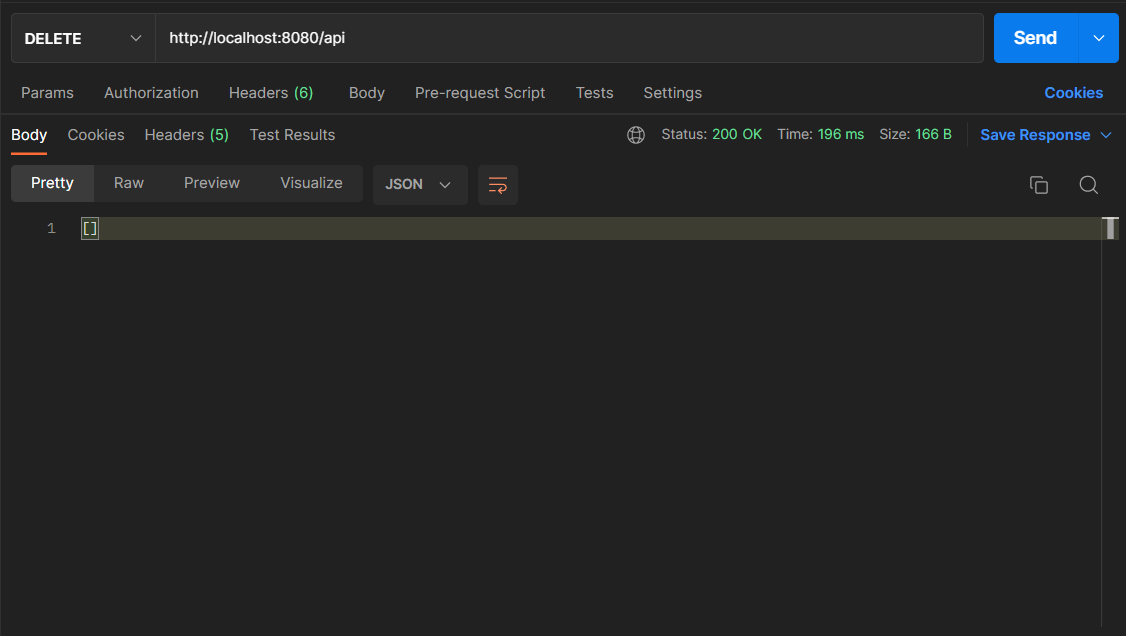 DELETE http://localhost:8080/api Send
Params Authorization Headers (6) Body Pre-request Script Tests Settings Cookies
Body Cookies Headers (5) Test Results Status: 200 OK Time: 196 ms Size: 166 B Save Response
Pretty Raw Preview Visualize JSON
1 []